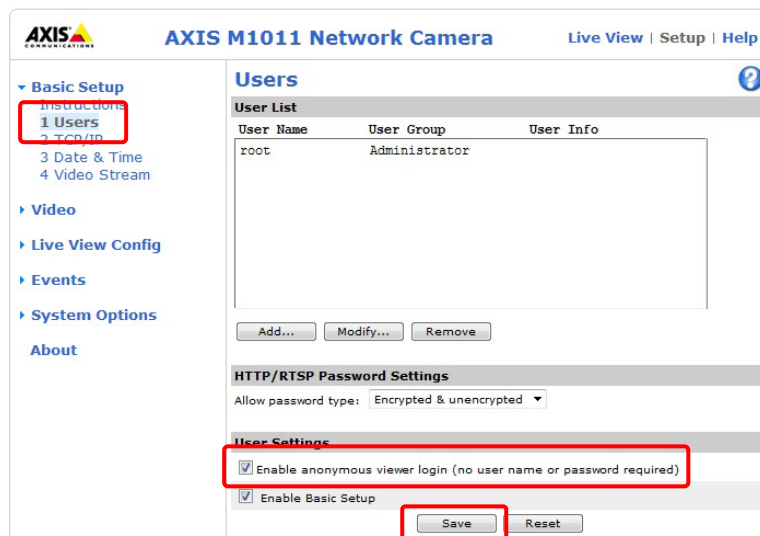 AXIS
COMMUNICATIONS
AXIS M1011 Network Camera
Live View | Setup | Help
Basic Setup
Instructions
1 Users
2 TCP/IP
3 Date & Time
4 Video Stream
Video
Live View Config
Events
System Options
About
Users
?
User List
User Name User Group User Info
root Administrator
Add... Modify... Remove
HTTP/RTSP Password Settings
Allow password type: Encrypted & unencrypted
User Settings
Enable anonymous viewer login (no user name or password required)
Enable Basic Setup
Save Reset